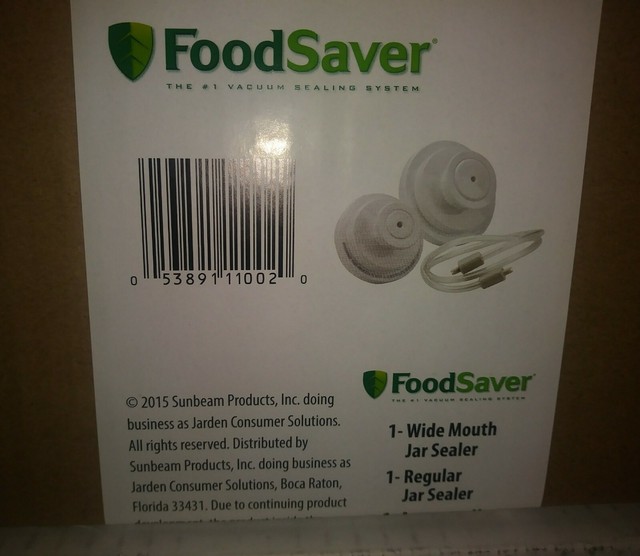 FoodSaver®
THE #1 VACUUM SEALING SYSTEM
0 53891 11002 0
© 2015 Sunbeam Products, Inc. doing
business as Jarden Consumer Solutions.
All rights reserved. Distributed by
Sunbeam Products, Inc. doing business as
Jarden Consumer Solutions, Boca Raton,
Florida 33431. Due to continuing product
FoodSaver®
THE #1 VACUUM SEALING SYSTEM
1- Wide Mouth
Jar Sealer
1- Regular
Jar Sealer